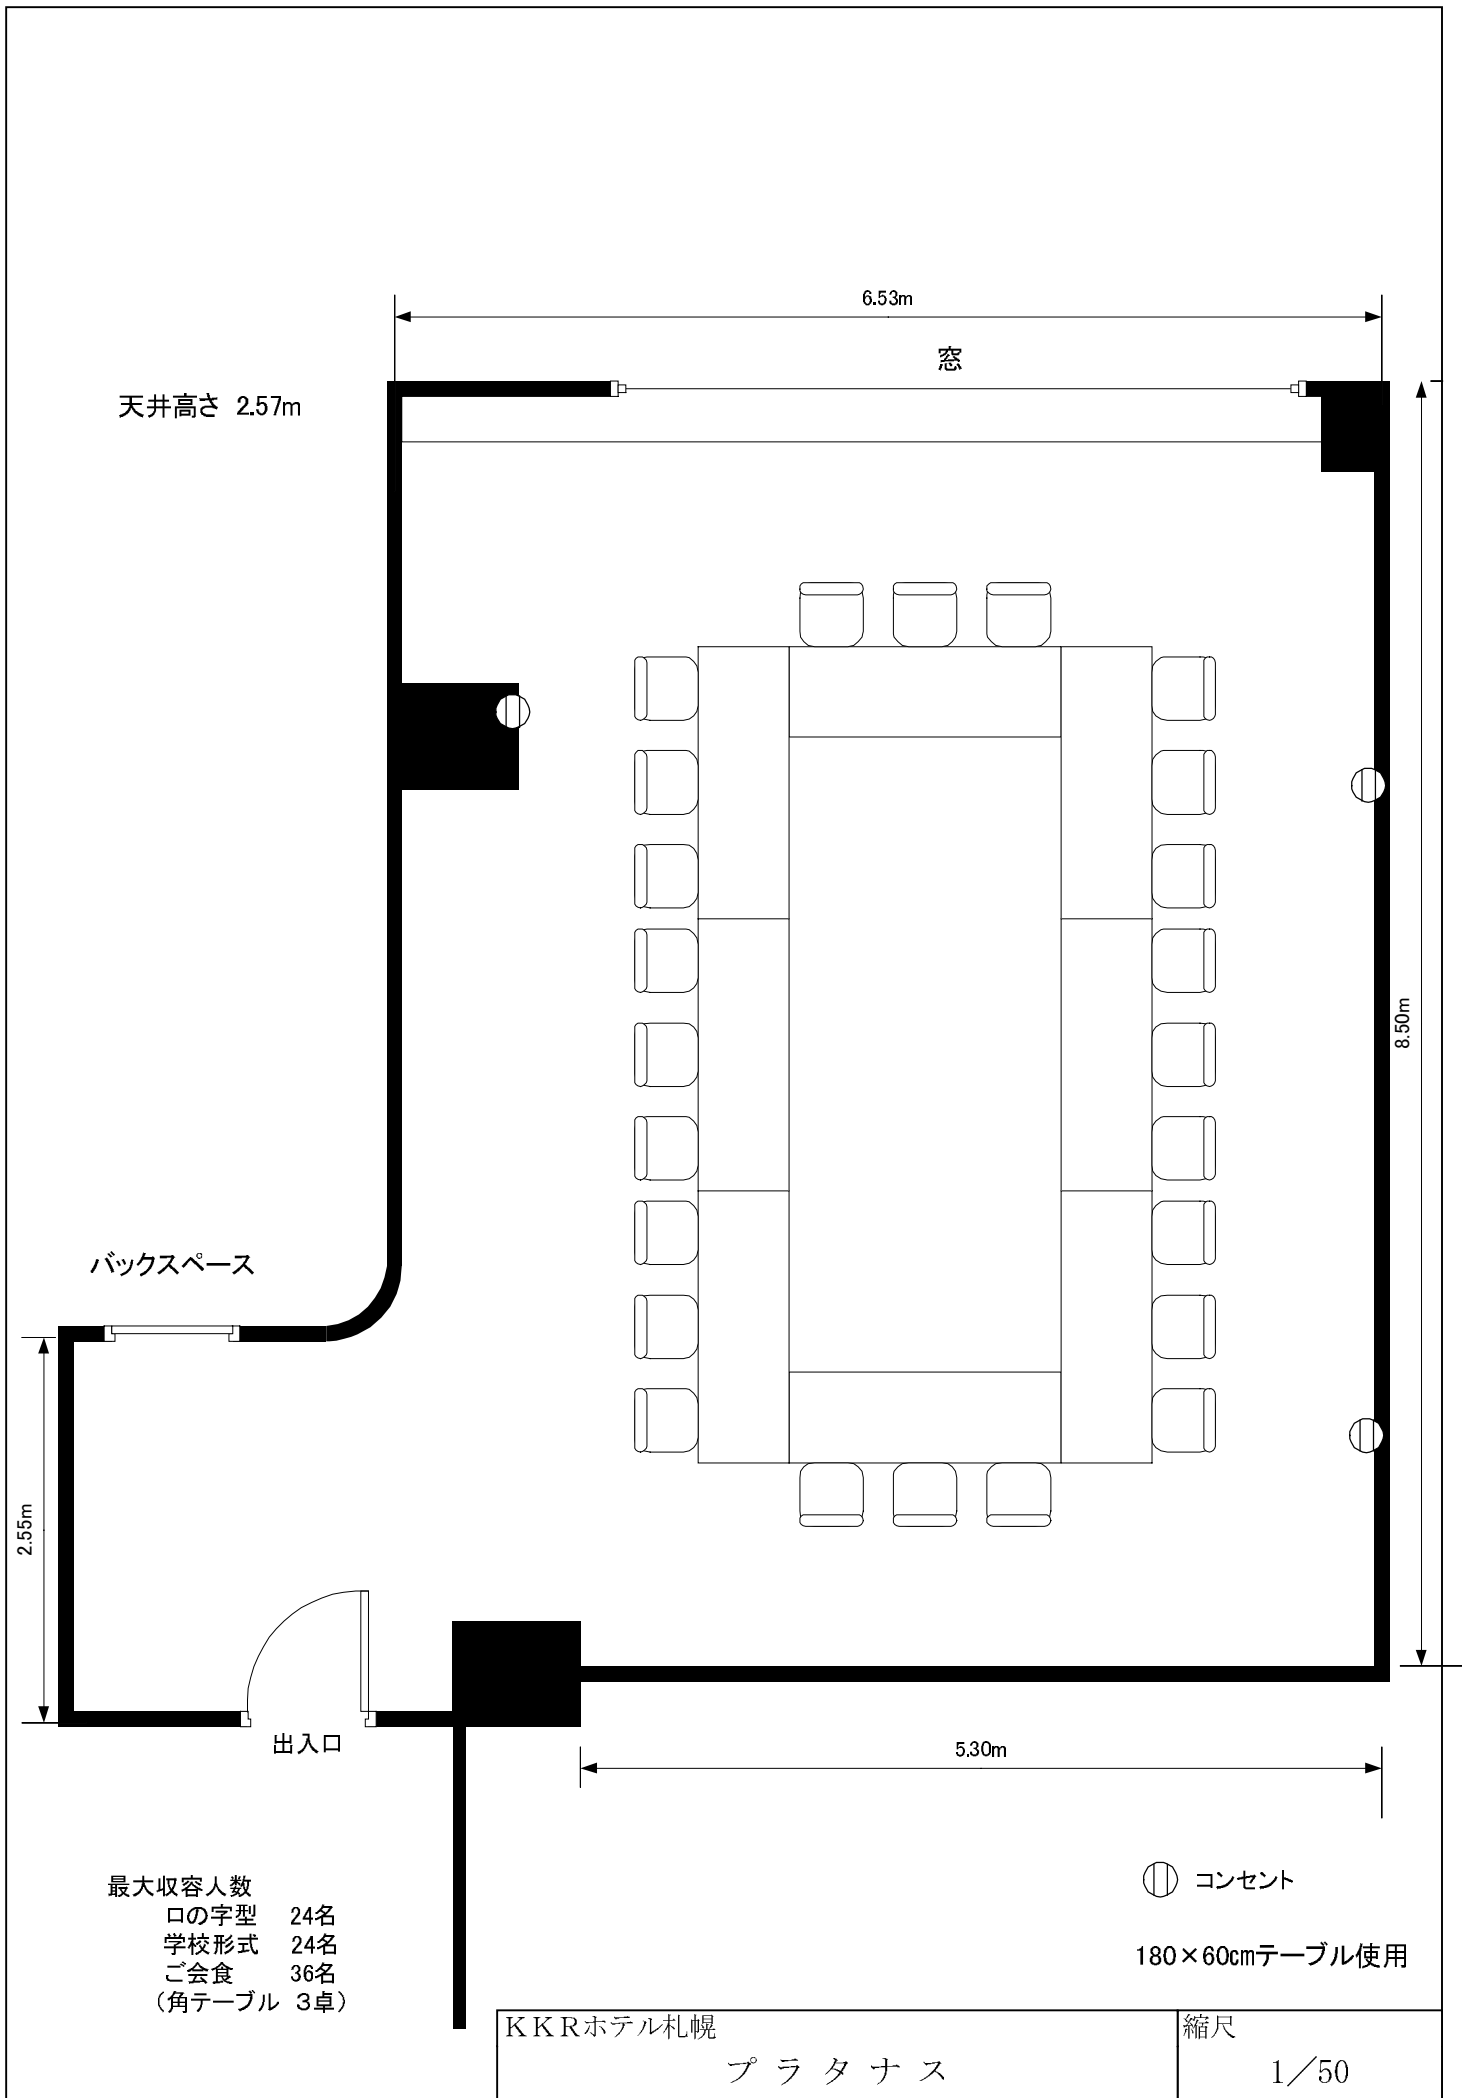 6.53m
窓
天井高さ 2.57m
8.50m
バックスペース
2.55m
出入口
5.30m
コンセント
最大収容人数
ロの字型 24名
学校形式 24名
ご会食 36名
（角テーブル 3卓）
180×60cmテーブル使用
KKRホテル札幌
プラタナス
縮尺
1／50